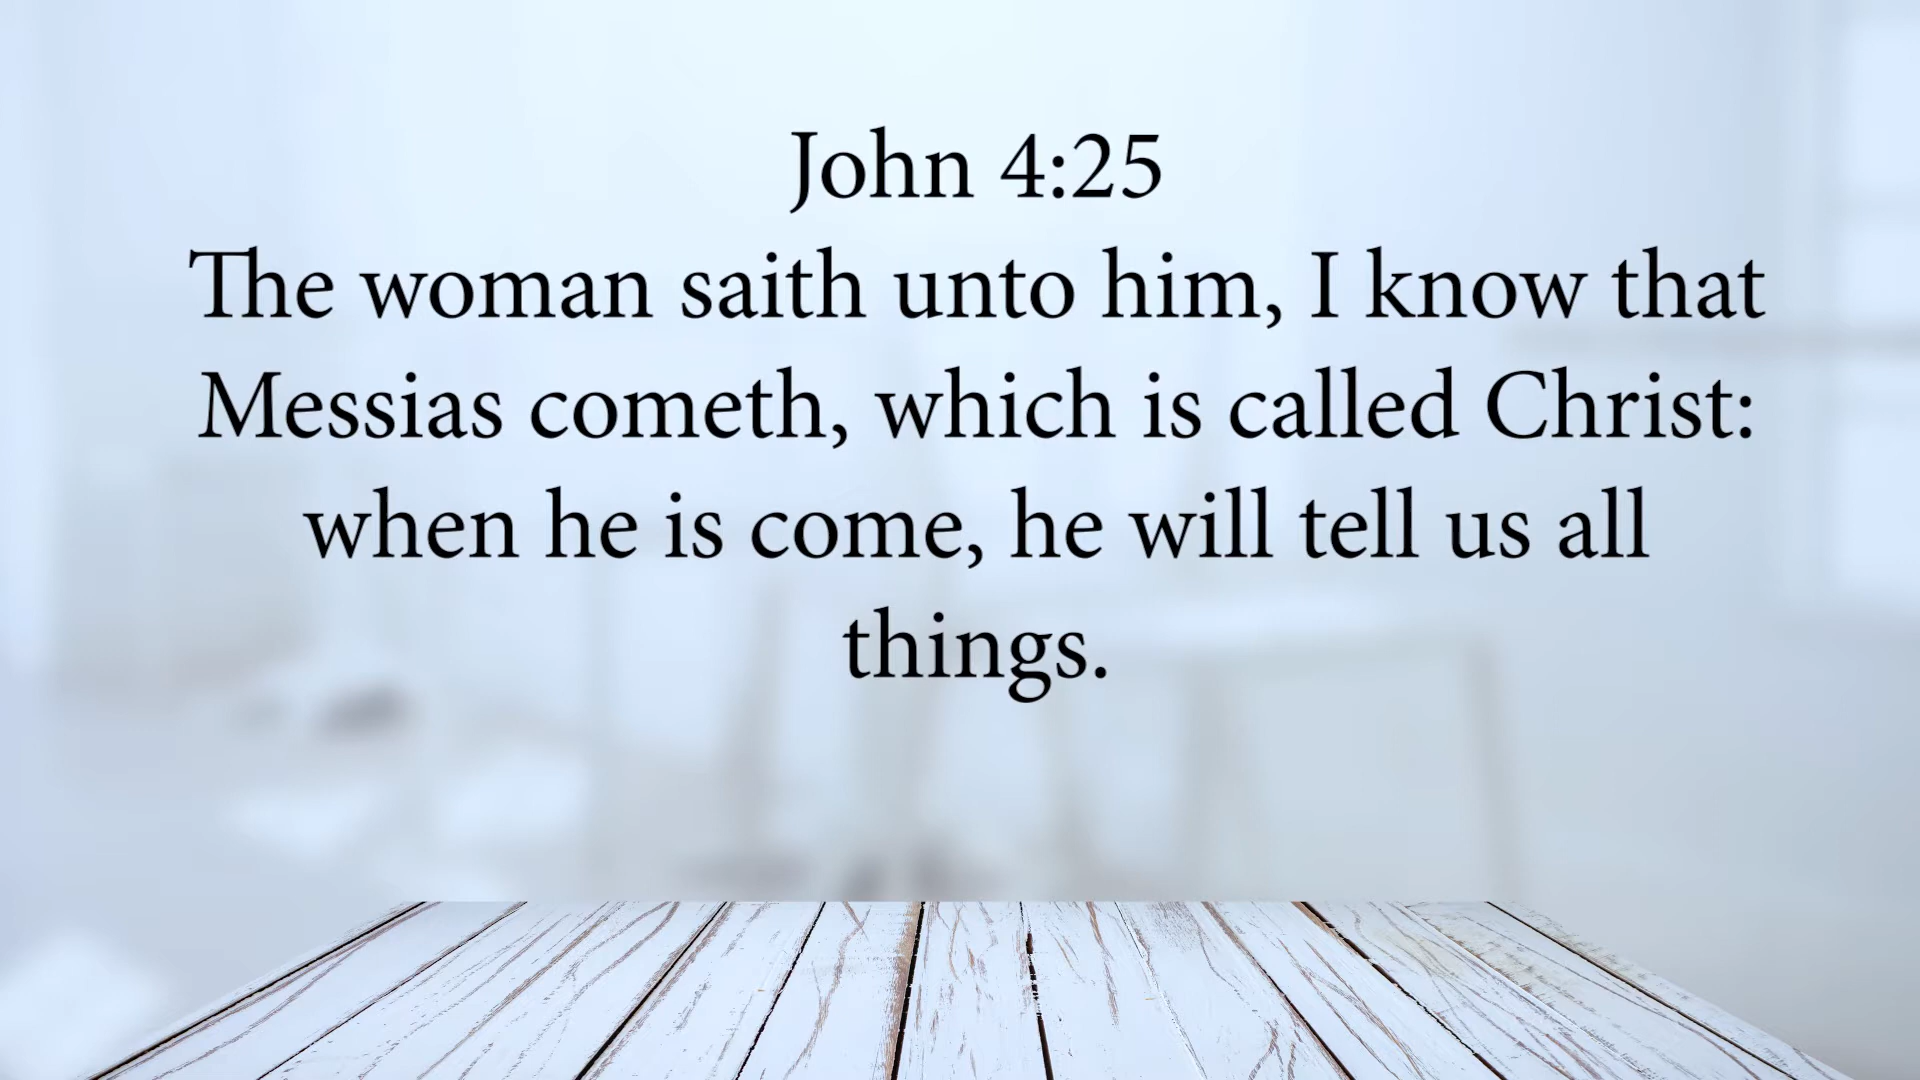 John 4:25
The woman saith unto him, I know that
Messias cometh, which is called Christ:
when he is come, he will tell us all
things.